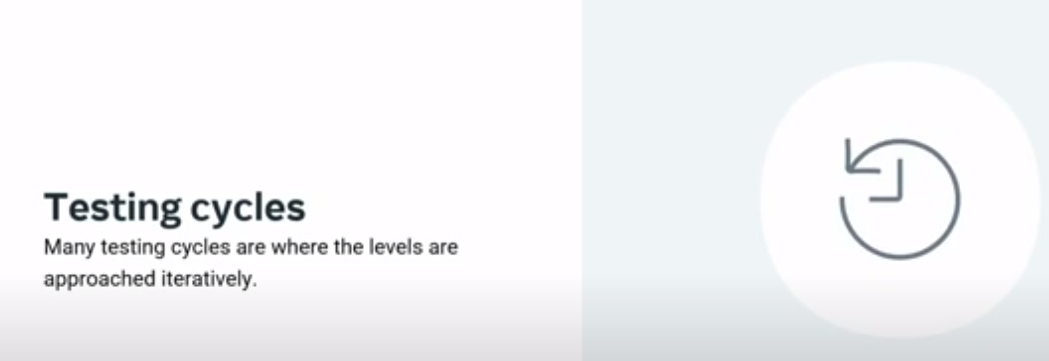 Testing cycles
Many testing cycles are where the levels are
approached iteratively.